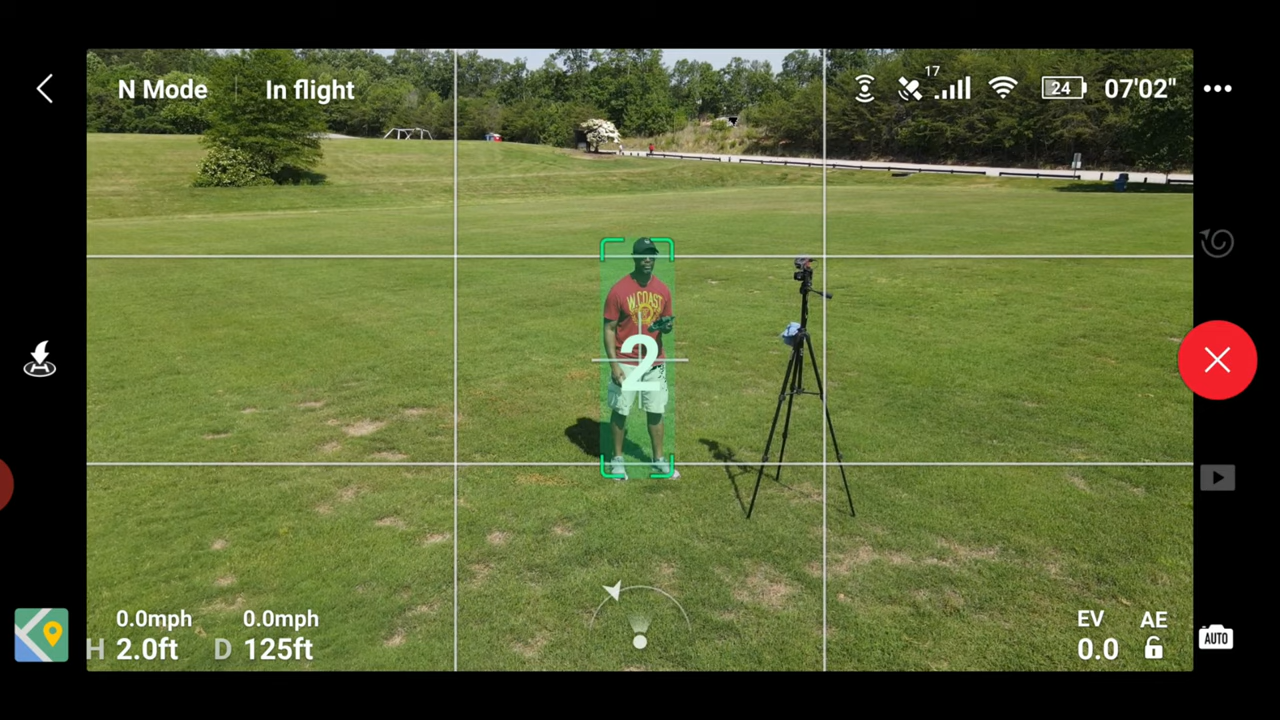 N Mode
In flight
17
24
07'02"
W.COAST
2
0.0mph
0.0mph
H 2.0ft
D 125ft
EV
AE
0.0
AUTO